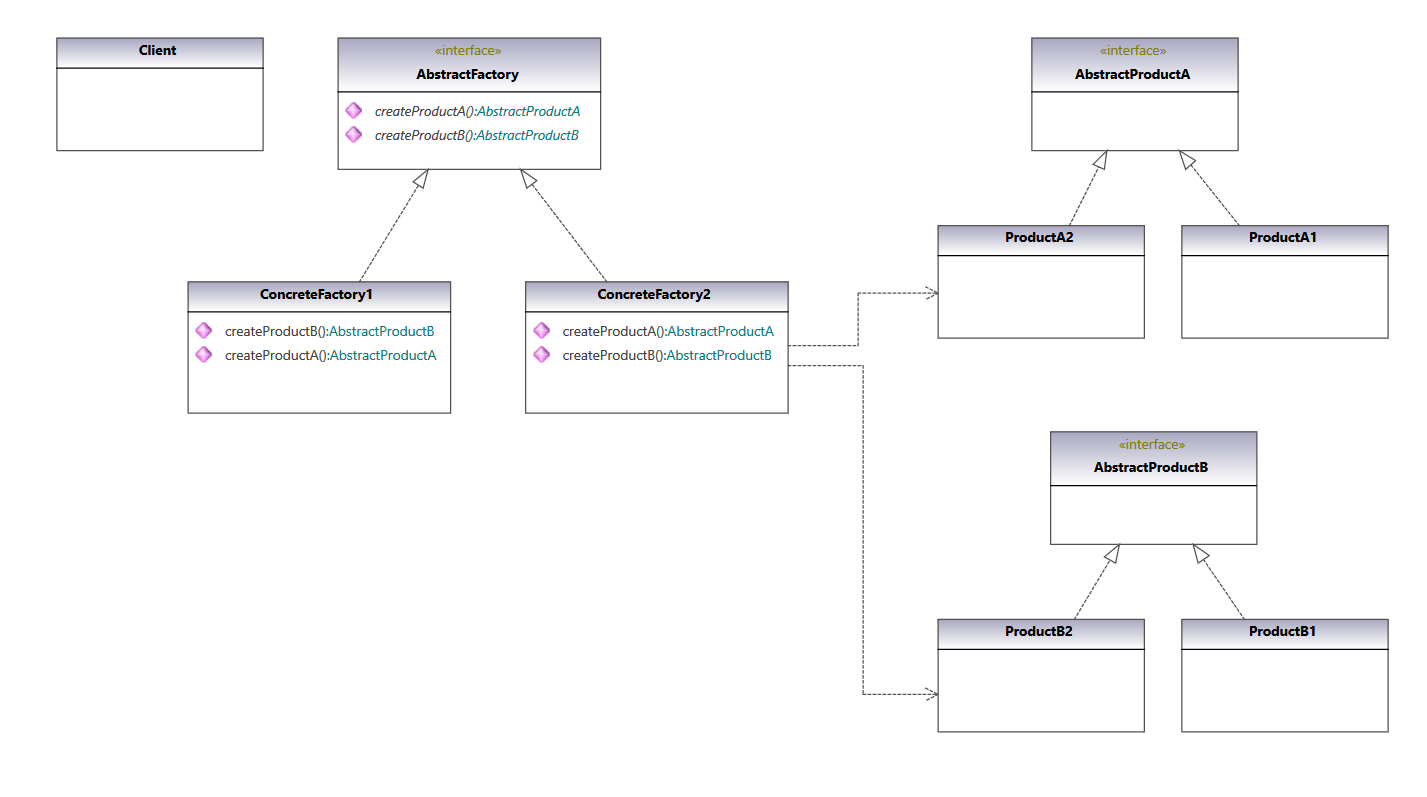 Client
«interface»
AbstractFactory
createProductA():AbstractProductA
createProductB():AbstractProductB
«interface»
AbstractProductA
ProductA2
ProductA1
ConcreteFactory1
createProductB():AbstractProductB
createProductA():AbstractProductA
ConcreteFactory2
createProductA():AbstractProductA
createProductB():AbstractProductB
«interface»
AbstractProductB
ProductB2
ProductB1